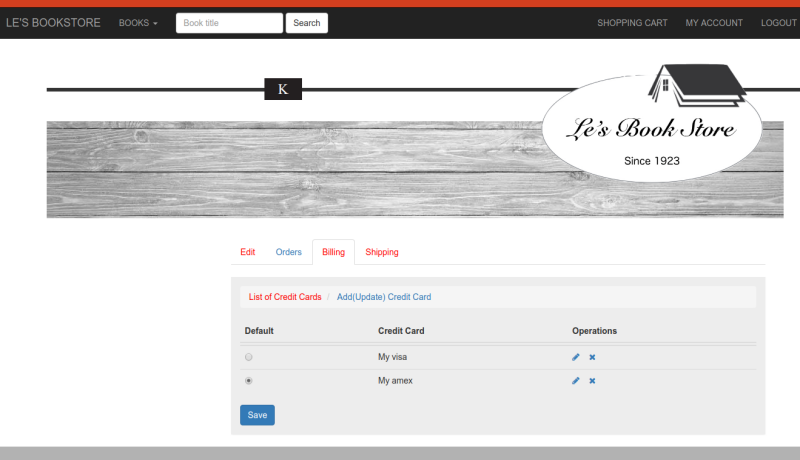 LE'S BOOKSTORE BOOKS Book title Search SHOPPING CART MY ACCOUNT LOGOUT
K
Le's Book Store
Since 1923
Edit Orders Billing Shipping
List of Credit Cards / Add(Update) Credit Card
Default Credit Card Operations
My visa
My amex
Save